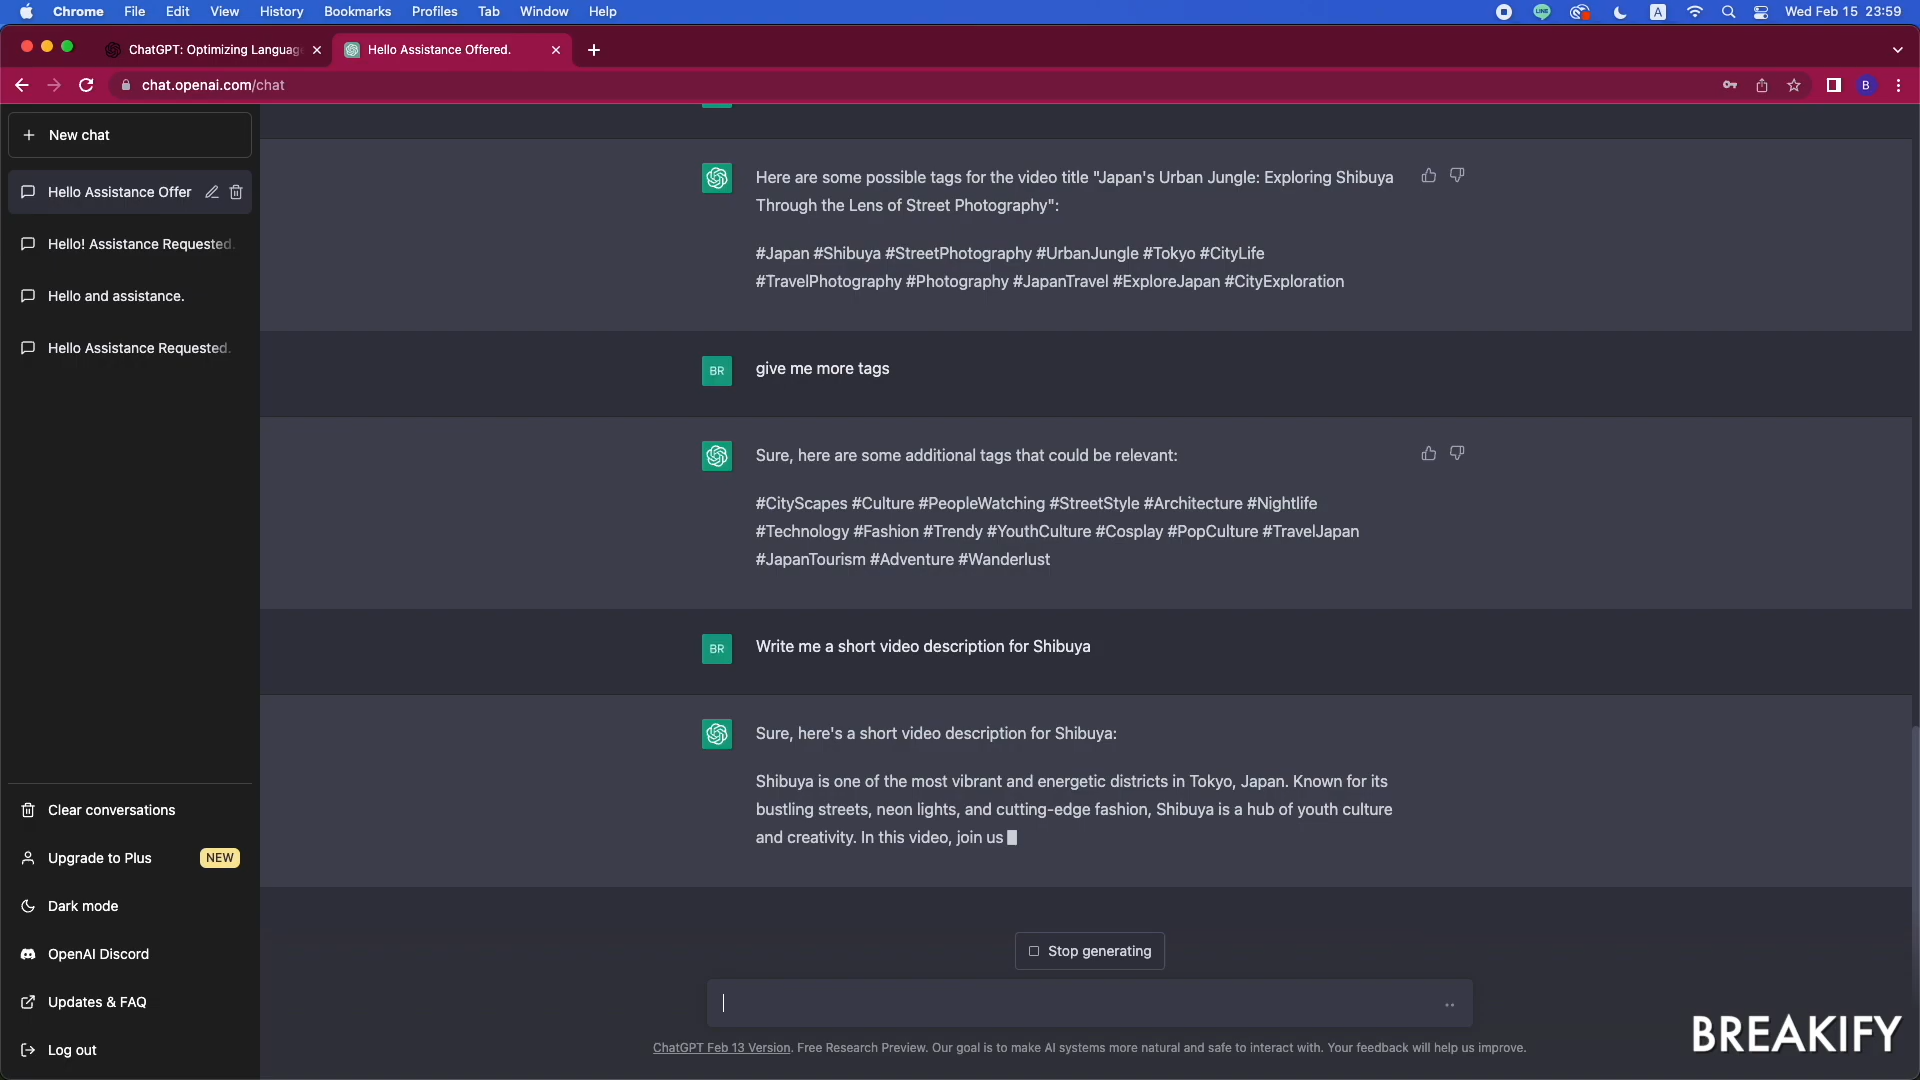 Chrome File Edit View History Bookmarks Profiles Tab Window Help
LINE A Wed Feb 15 23:59
ChatGPT: Optimizing Languag
Hello Assistance Offered.
chat.openai.com/chat
B
New chat
Hello Assistance Offer
Hello! Assistance Requested.
Hello and assistance.
Hello Assistance Requested.
Clear conversations
Upgrade to Plus NEW
Dark mode
OpenAI Discord
Updates & FAQ
Log out
Here are some possible tags for the video title "Japan's Urban Jungle: Exploring Shibuya
Through the Lens of Street Photography":
#Japan #Shibuya #StreetPhotography #UrbanJungle #Tokyo #CityLife
#TravelPhotography #Photography #JapanTravel #ExploreJapan #CityExploration
BR give me more tags
Sure, here are some additional tags that could be relevant:
#CityScapes #Culture #PeopleWatching #StreetStyle #Architecture #Nightlife
#Technology #Fashion #Trendy #YouthCulture #Cosplay #PopCulture #TravelJapan
#JapanTourism #Adventure #Wanderlust
BR Write me a short video description for Shibuya
Sure, here's a short video description for Shibuya:
Shibuya is one of the most vibrant and energetic districts in Tokyo, Japan. Known for its
bustling streets, neon lights, and cutting-edge fashion, Shibuya is a hub of youth culture
and creativity. In this video, join us
Stop generating
ChatGPT Feb 13 Version. Free Research Preview. Our goal is to make AI systems more natural and safe to interact with. Your feedback will help us improve.
BREAKIFY